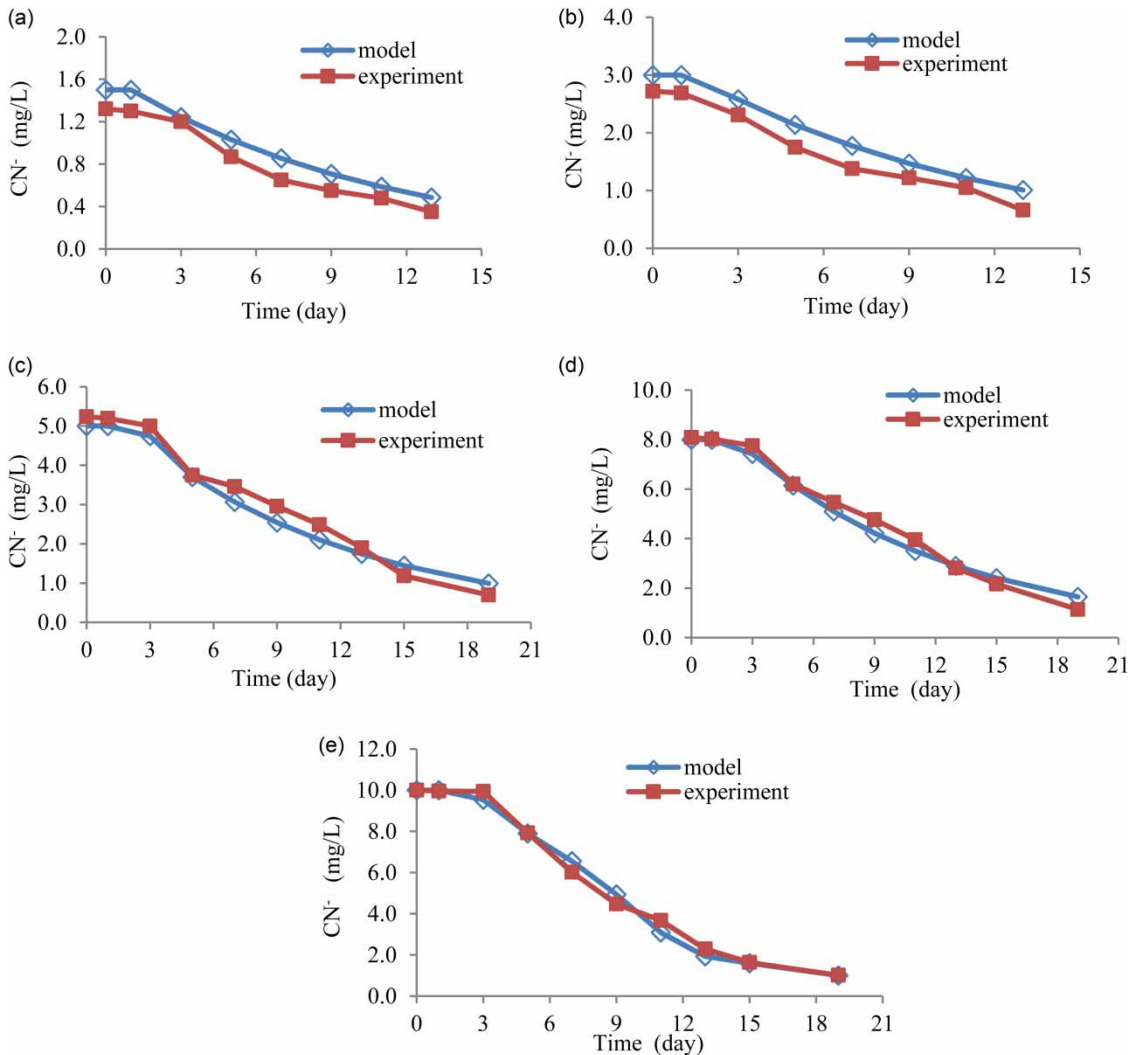 (a)
2.0
1.6
1.2
0.8
0.4
0.0
CN- (mg/L)
model
experiment
0 3 6 9 12 15
Time (day)
(b)
4.0
3.0
2.0
1.0
0.0
CN- (mg/L)
model
experiment
0 3 6 9 12 15
Time (day)
(c)
6.0
5.0
4.0
3.0
2.0
1.0
0.0
CN- (mg/L)
model
experiment
0 3 6 9 12 15 18 21
Time (day)
(d)
10.0
8.0
6.0
4.0
2.0
0.0
CN- (mg/L)
model
experiment
0 3 6 9 12 15 18 21
Time (day)
(e)
12.0
10.0
8.0
6.0
4.0
2.0
0.0
CN- (mg/L)
model
experiment
0 3 6 9 12 15 18 21
Time (day)